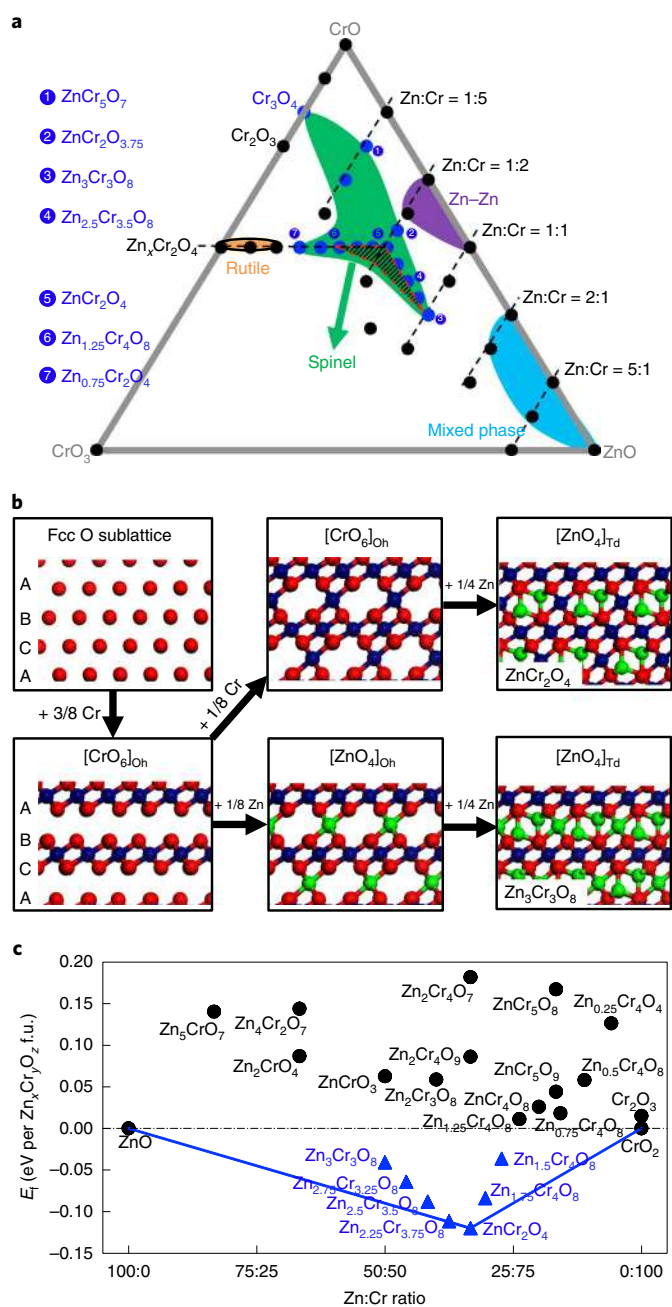 a
CrO
1 ZnCr5O7
Cr3O4
Zn:Cr = 1:5
1
2 ZnCr2O3.75
Cr2O3
Zn:Cr = 1:2
3 Zn3Cr3O8
Zn–Zn
4 Zn2.5Cr3.5O8
Zn:Cr = 1:1
ZnxCr2O4
7 6 5 2
Rutile
4
Zn:Cr = 2:1
5 ZnCr2O4
3
6 Zn1.25Cr4O8
Spinel
Zn:Cr = 5:1
7 Zn0.75Cr2O4
Mixed phase
CrO3
ZnO
b
Fcc O sublattice
A
B
C
A
+ 3/8 Cr
[CrO6]Oh
+ 1/4 Zn
[ZnO4]Td
ZnCr2O4
+ 1/8 Cr
[CrO6]Oh
A
B
C
A
+ 1/8 Zn
[ZnO4]Oh
+ 1/4 Zn
[ZnO4]Td
Zn3Cr3O8
c
Ef (eV per ZnxCryOz f.u.)
0.20
0.15
0.10
0.05
0.00
−0.05
−0.10
−0.15
Zn2Cr4O7
ZnCr5O8
Zn0.25Cr4O4
Zn5CrO7
Zn4Cr2O7
Zn2CrO4
Zn2Cr4O9
ZnCr5O9
Zn0.5Cr4O8
ZnCrO3
Zn2Cr3O8
ZnCr4O8
Cr2O3
Zn1.25Cr4O8
Zn0.75Cr4O8
ZnO
CrO2
Zn3Cr3O8
Zn1.5Cr4O8
Zn2.75Cr3.25O8
Zn1.75Cr4O8
Zn2.5Cr3.5O8
Zn2.25Cr3.75O8
ZnCr2O4
100:0
75:25
50:50
25:75
0:100
Zn:Cr ratio